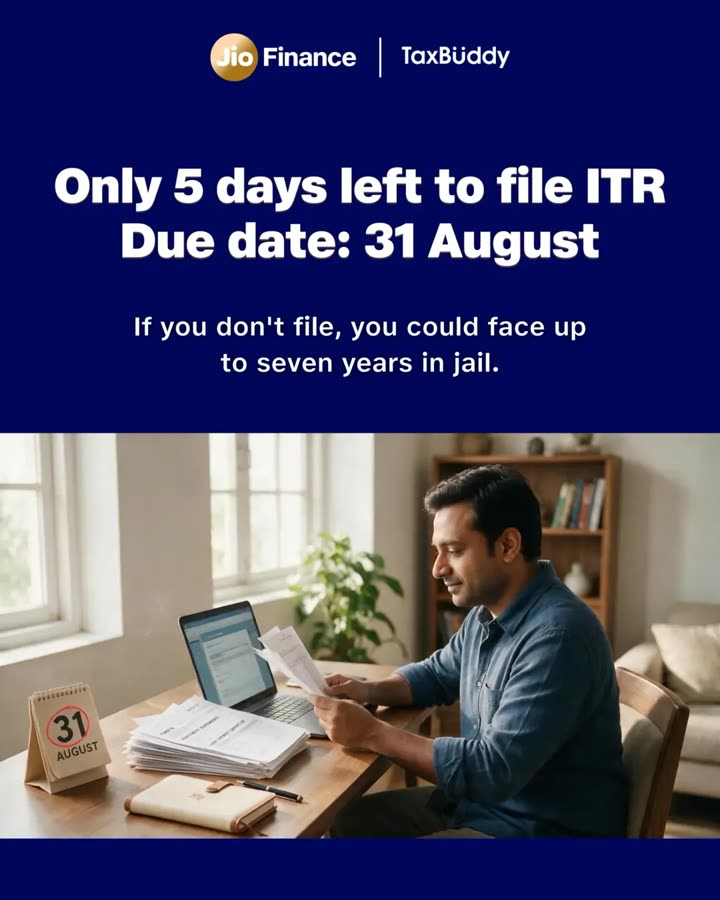 Jio Finance | TaxBuddy
Only 5 days left to file ITR
Due date: 31 August
If you don't file, you could face up
to seven years in jail.
31
AUGUST